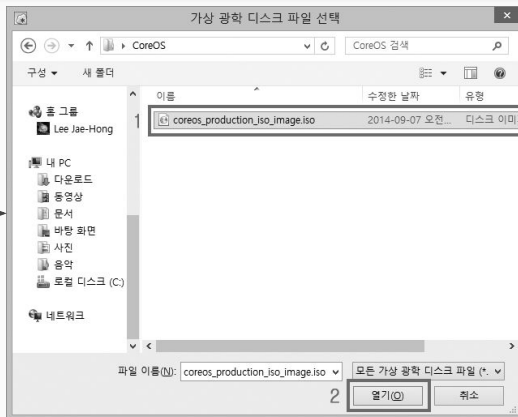 가상 광학 디스크 파일 선택
CoreOS
CoreOS 검색
구성
새 폴더
이름
수정한 날짜
유형
홈 그룹
Lee Jae-Hong
1
coreos_production_iso_image.iso
2014-09-07 오전...
디스크 이미
내 PC
다운로드
동영상
문서
바탕 화면
사진
음악
로컬 디스크 (C:)
네트워크
파일 이름(N):
coreos_production_iso_image.iso
모든 가상 광학 디스크 파일 (*.
2
열기(O)
취소